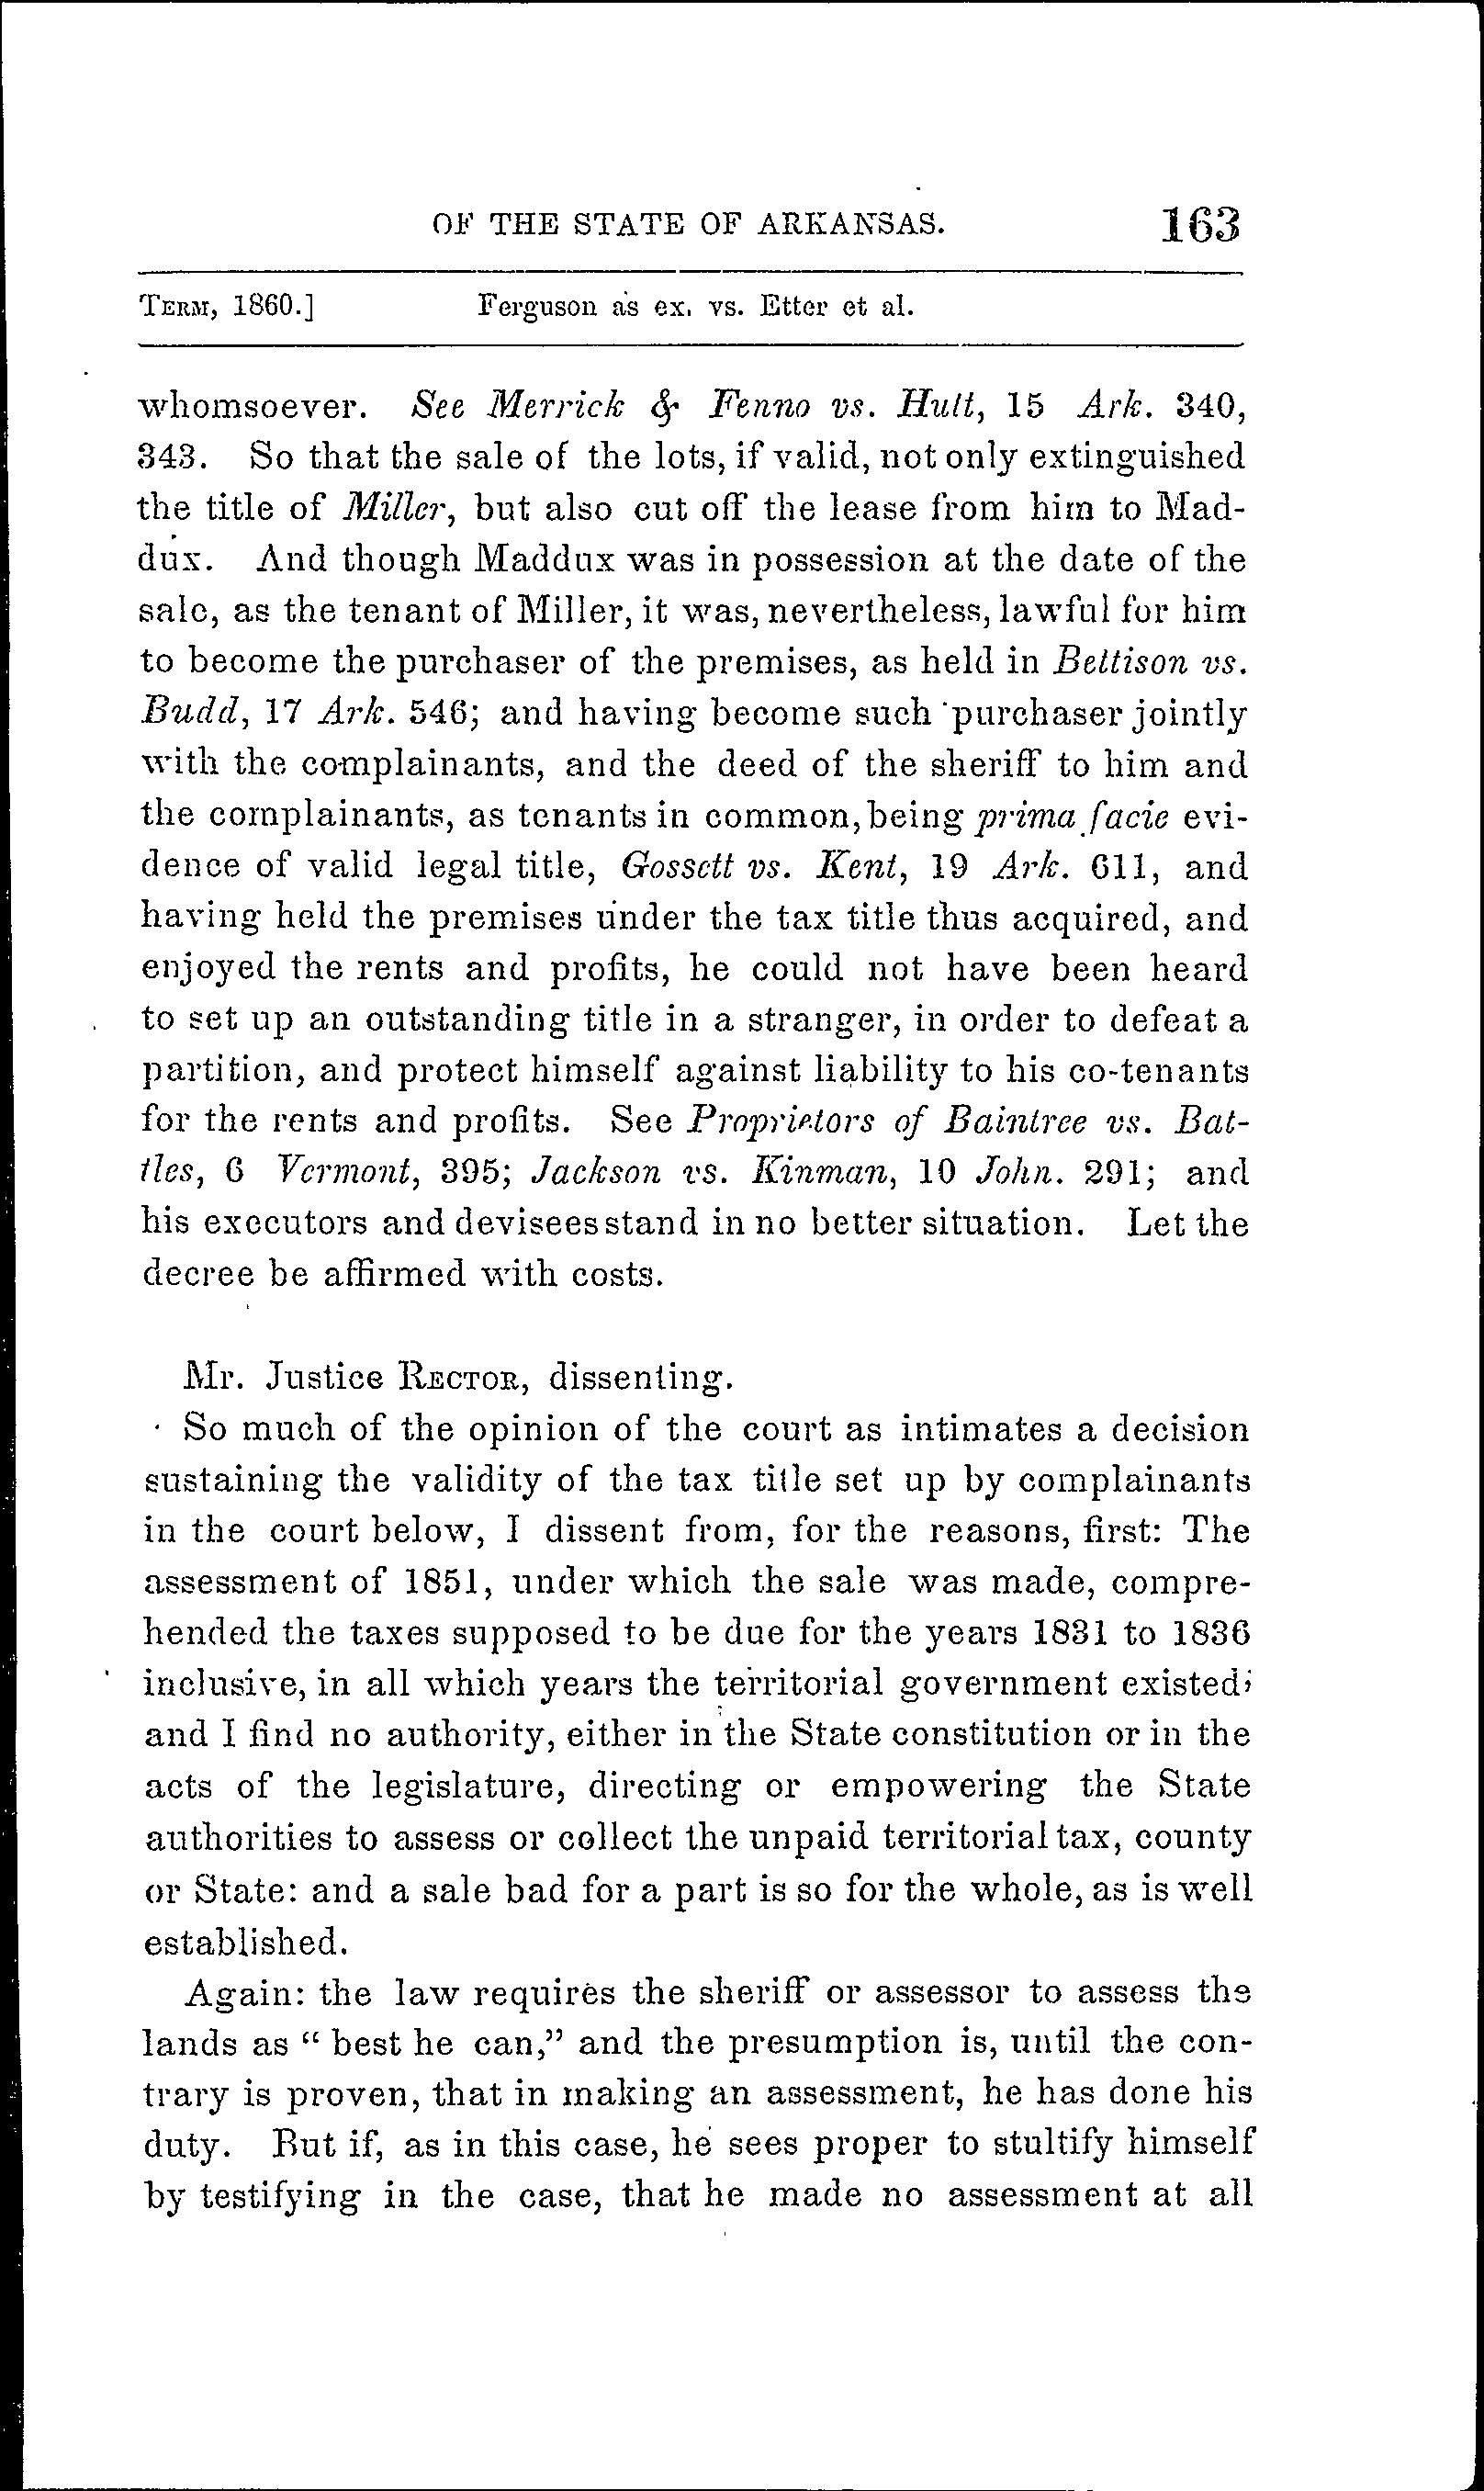 OF THE STATE OF ARKANSAS. 163
TERM, 1860.] Ferguson as ex. vs. Etter et al.
whomsoever. See Merrick & Fenno vs. Hutt, 15 Ark. 340,
343. So that the sale of the lots, if valid, not only extinguished
the title of Miller, but also cut off the lease from him to Mad-
dux. And though Maddux was in possession at the date of the
sale, as the tenant of Miller, it was, nevertheless, lawful for him
to become the purchaser of the premises, as held in Bettison vs.
Budd, 17 Ark. 546; and having become such purchaser jointly
with the complainants, and the deed of the sheriff to him and
the complainants, as tenants in common, being prima facie evi-
dence of valid legal title, Gossett vs. Kent, 19 Ark. 611, and
having held the premises under the tax title thus acquired, and
enjoyed the rents and profits, he could not have been heard
to set up an outstanding title in a stranger, in order to defeat a
partition, and protect himself against liability to his co-tenants
for the rents and profits. See Proprietors of Baintree vs. Bat-
tles, 6 Vermont, 395; Jackson vs. Kinman, 10 John. 291; and
his executors and devisees stand in no better situation. Let the
decree be affirmed with costs.
Mr. Justice RECTOR, dissenting.
So much of the opinion of the court as intimates a decision
sustaining the validity of the tax title set up by complainants
in the court below, I dissent from, for the reasons, first: The
assessment of 1851, under which the sale was made, compre-
hended the taxes supposed to be due for the years 1831 to 1836
inclusive, in all which years the territorial government existed;
and I find no authority, either in the State constitution or in the
acts of the legislature, directing or empowering the State
authorities to assess or collect the unpaid territorial tax, county
or State: and a sale bad for a part is so for the whole, as is well
established.
Again: the law requires the sheriff or assessor to assess the
lands as "best he can," and the presumption is, until the con-
trary is proven, that in making an assessment, he has done his
duty. But if, as in this case, he sees proper to stultify himself
by testifying in the case, that he made no assessment at all